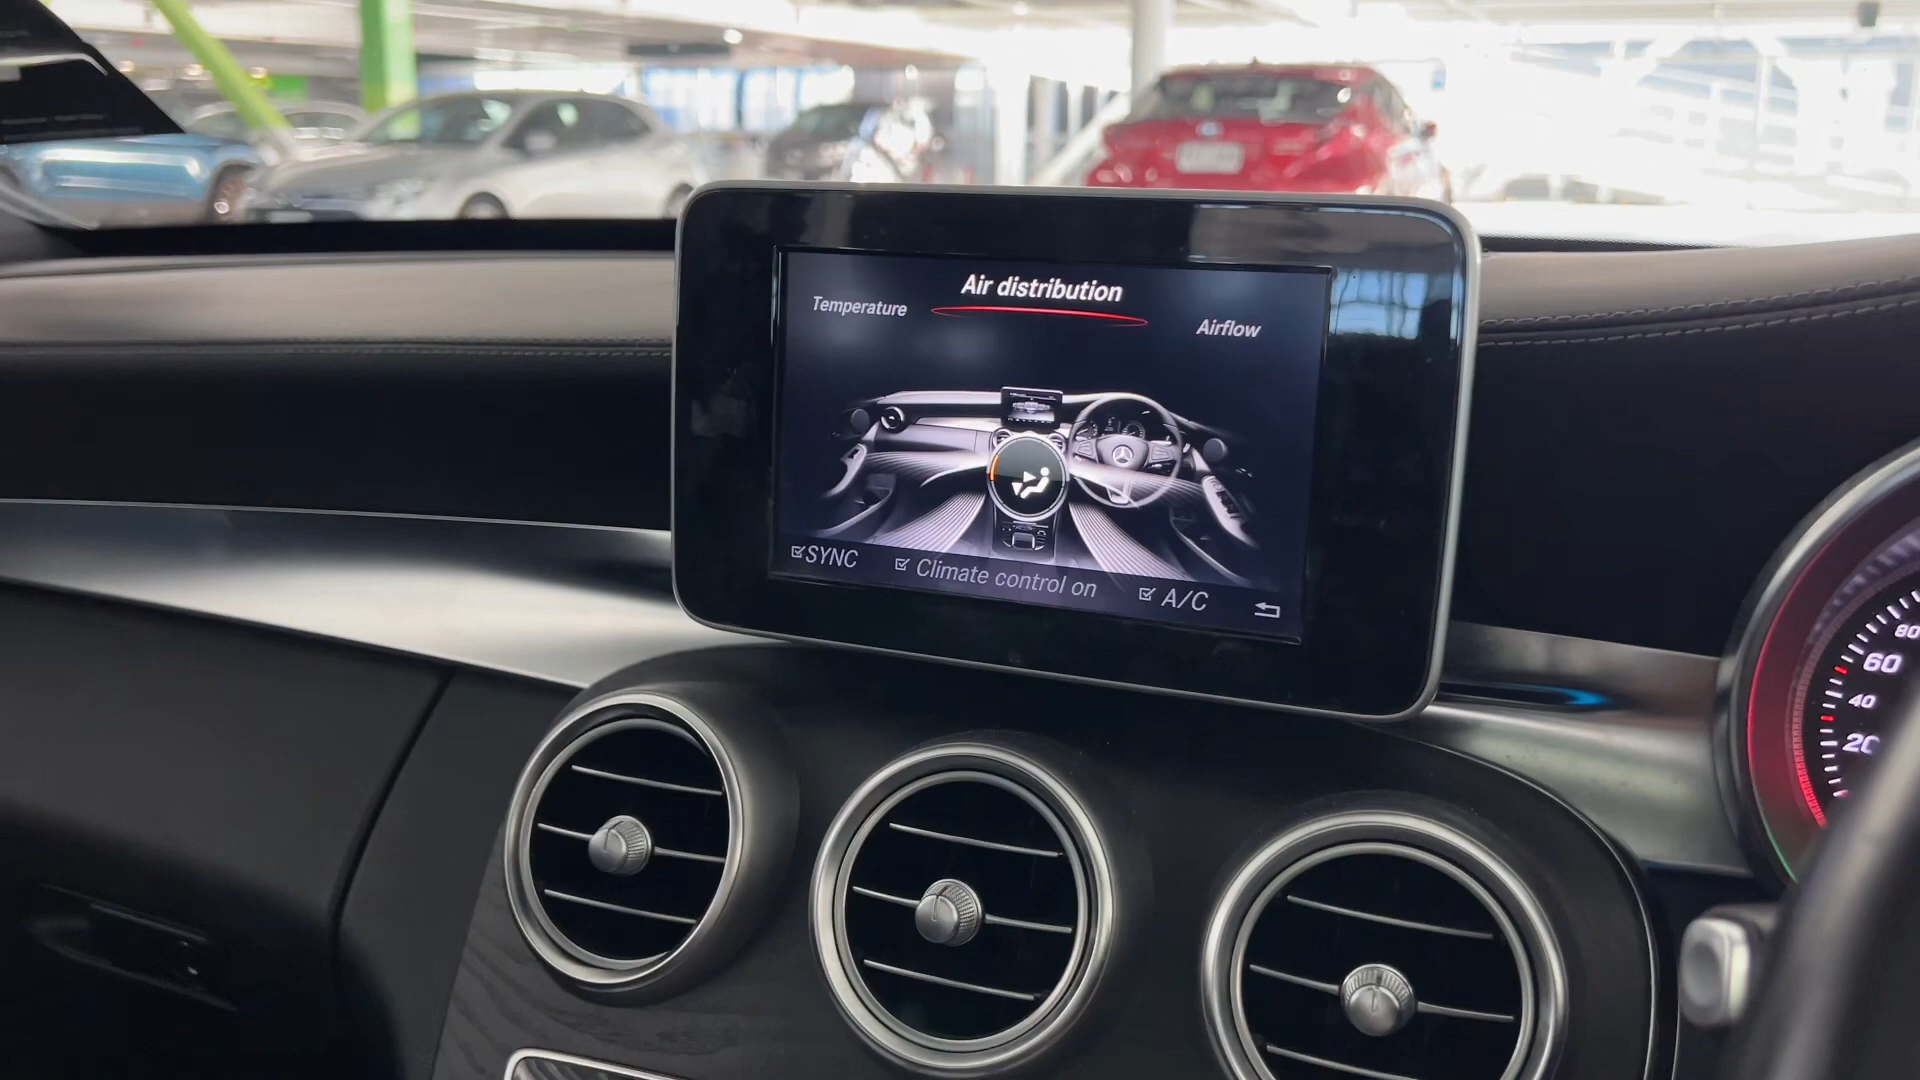 Air distribution
Temperature
Airflow
SYNC
Climate control on
A/C
80
60
40
20